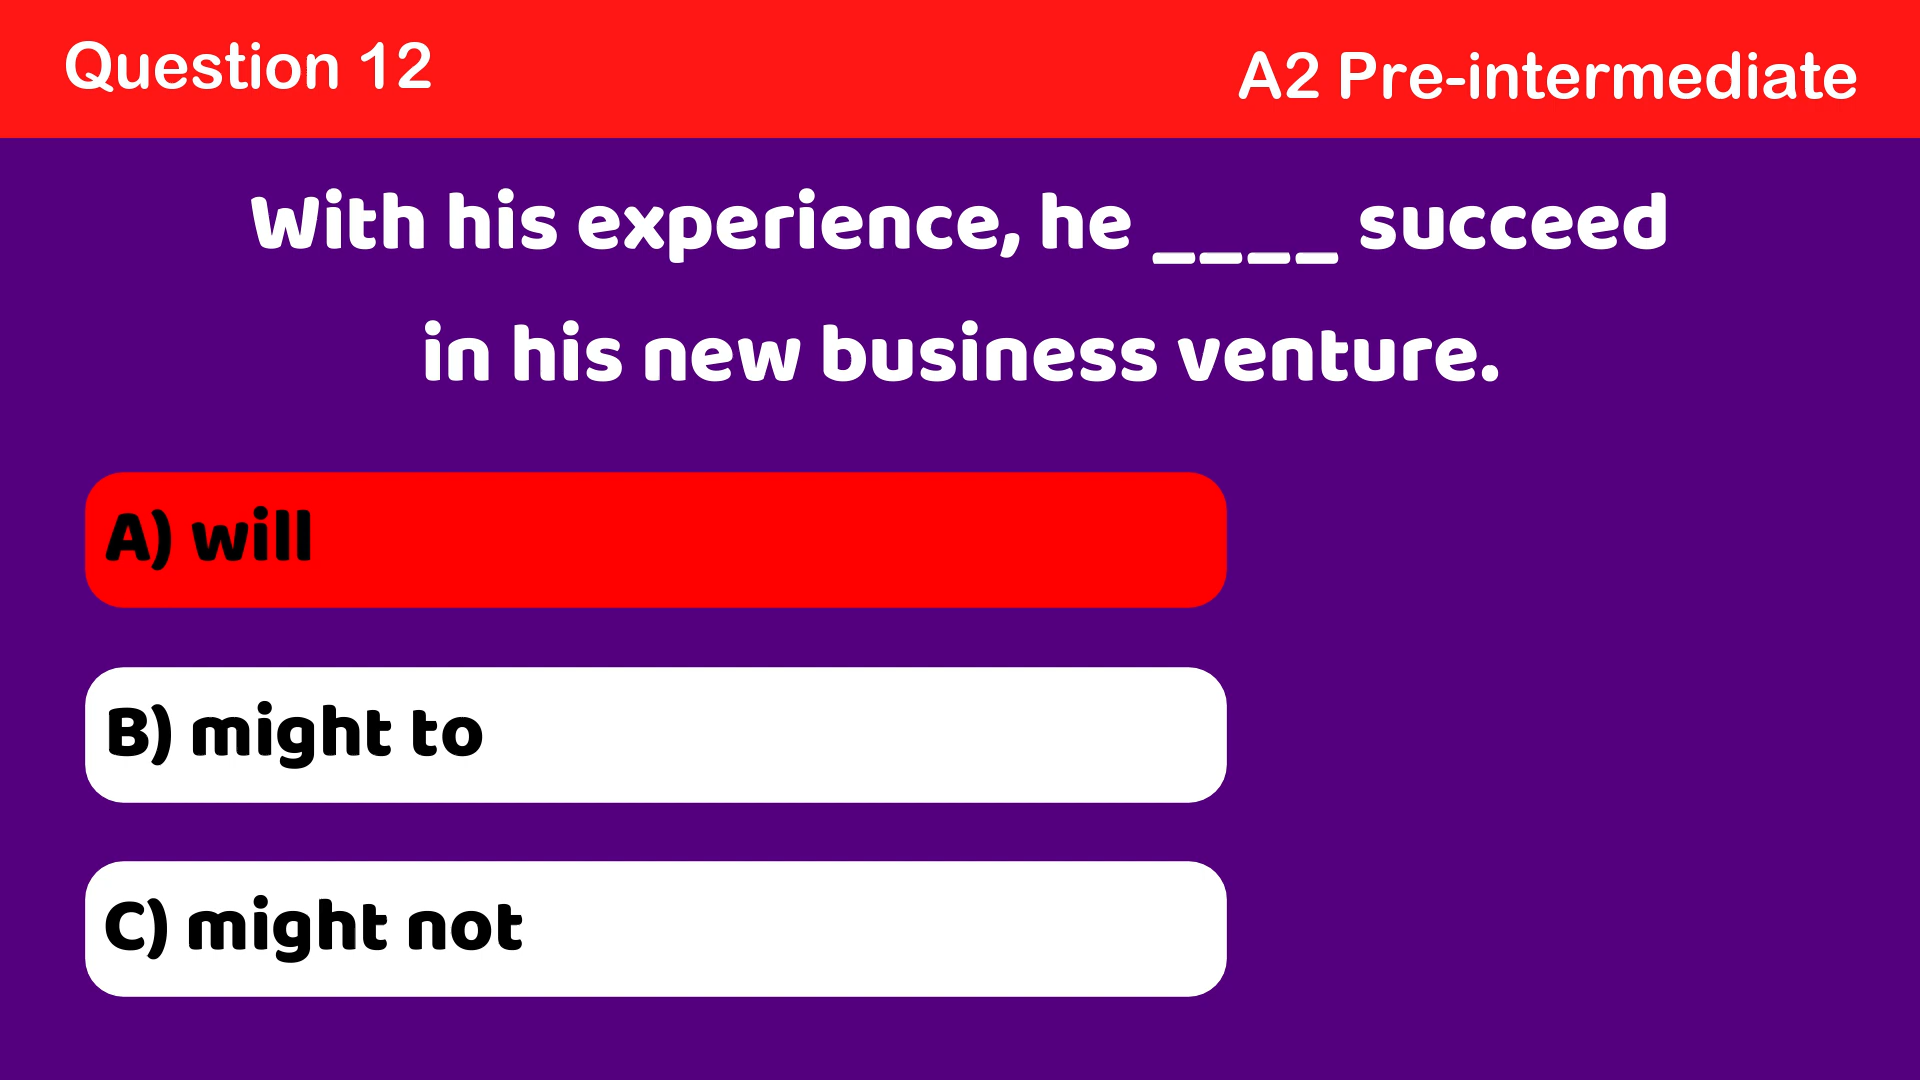 Question 12
A2 Pre-intermediate
With his experience, he ____ succeed
in his new business venture.
A) will
B) might to
C) might not